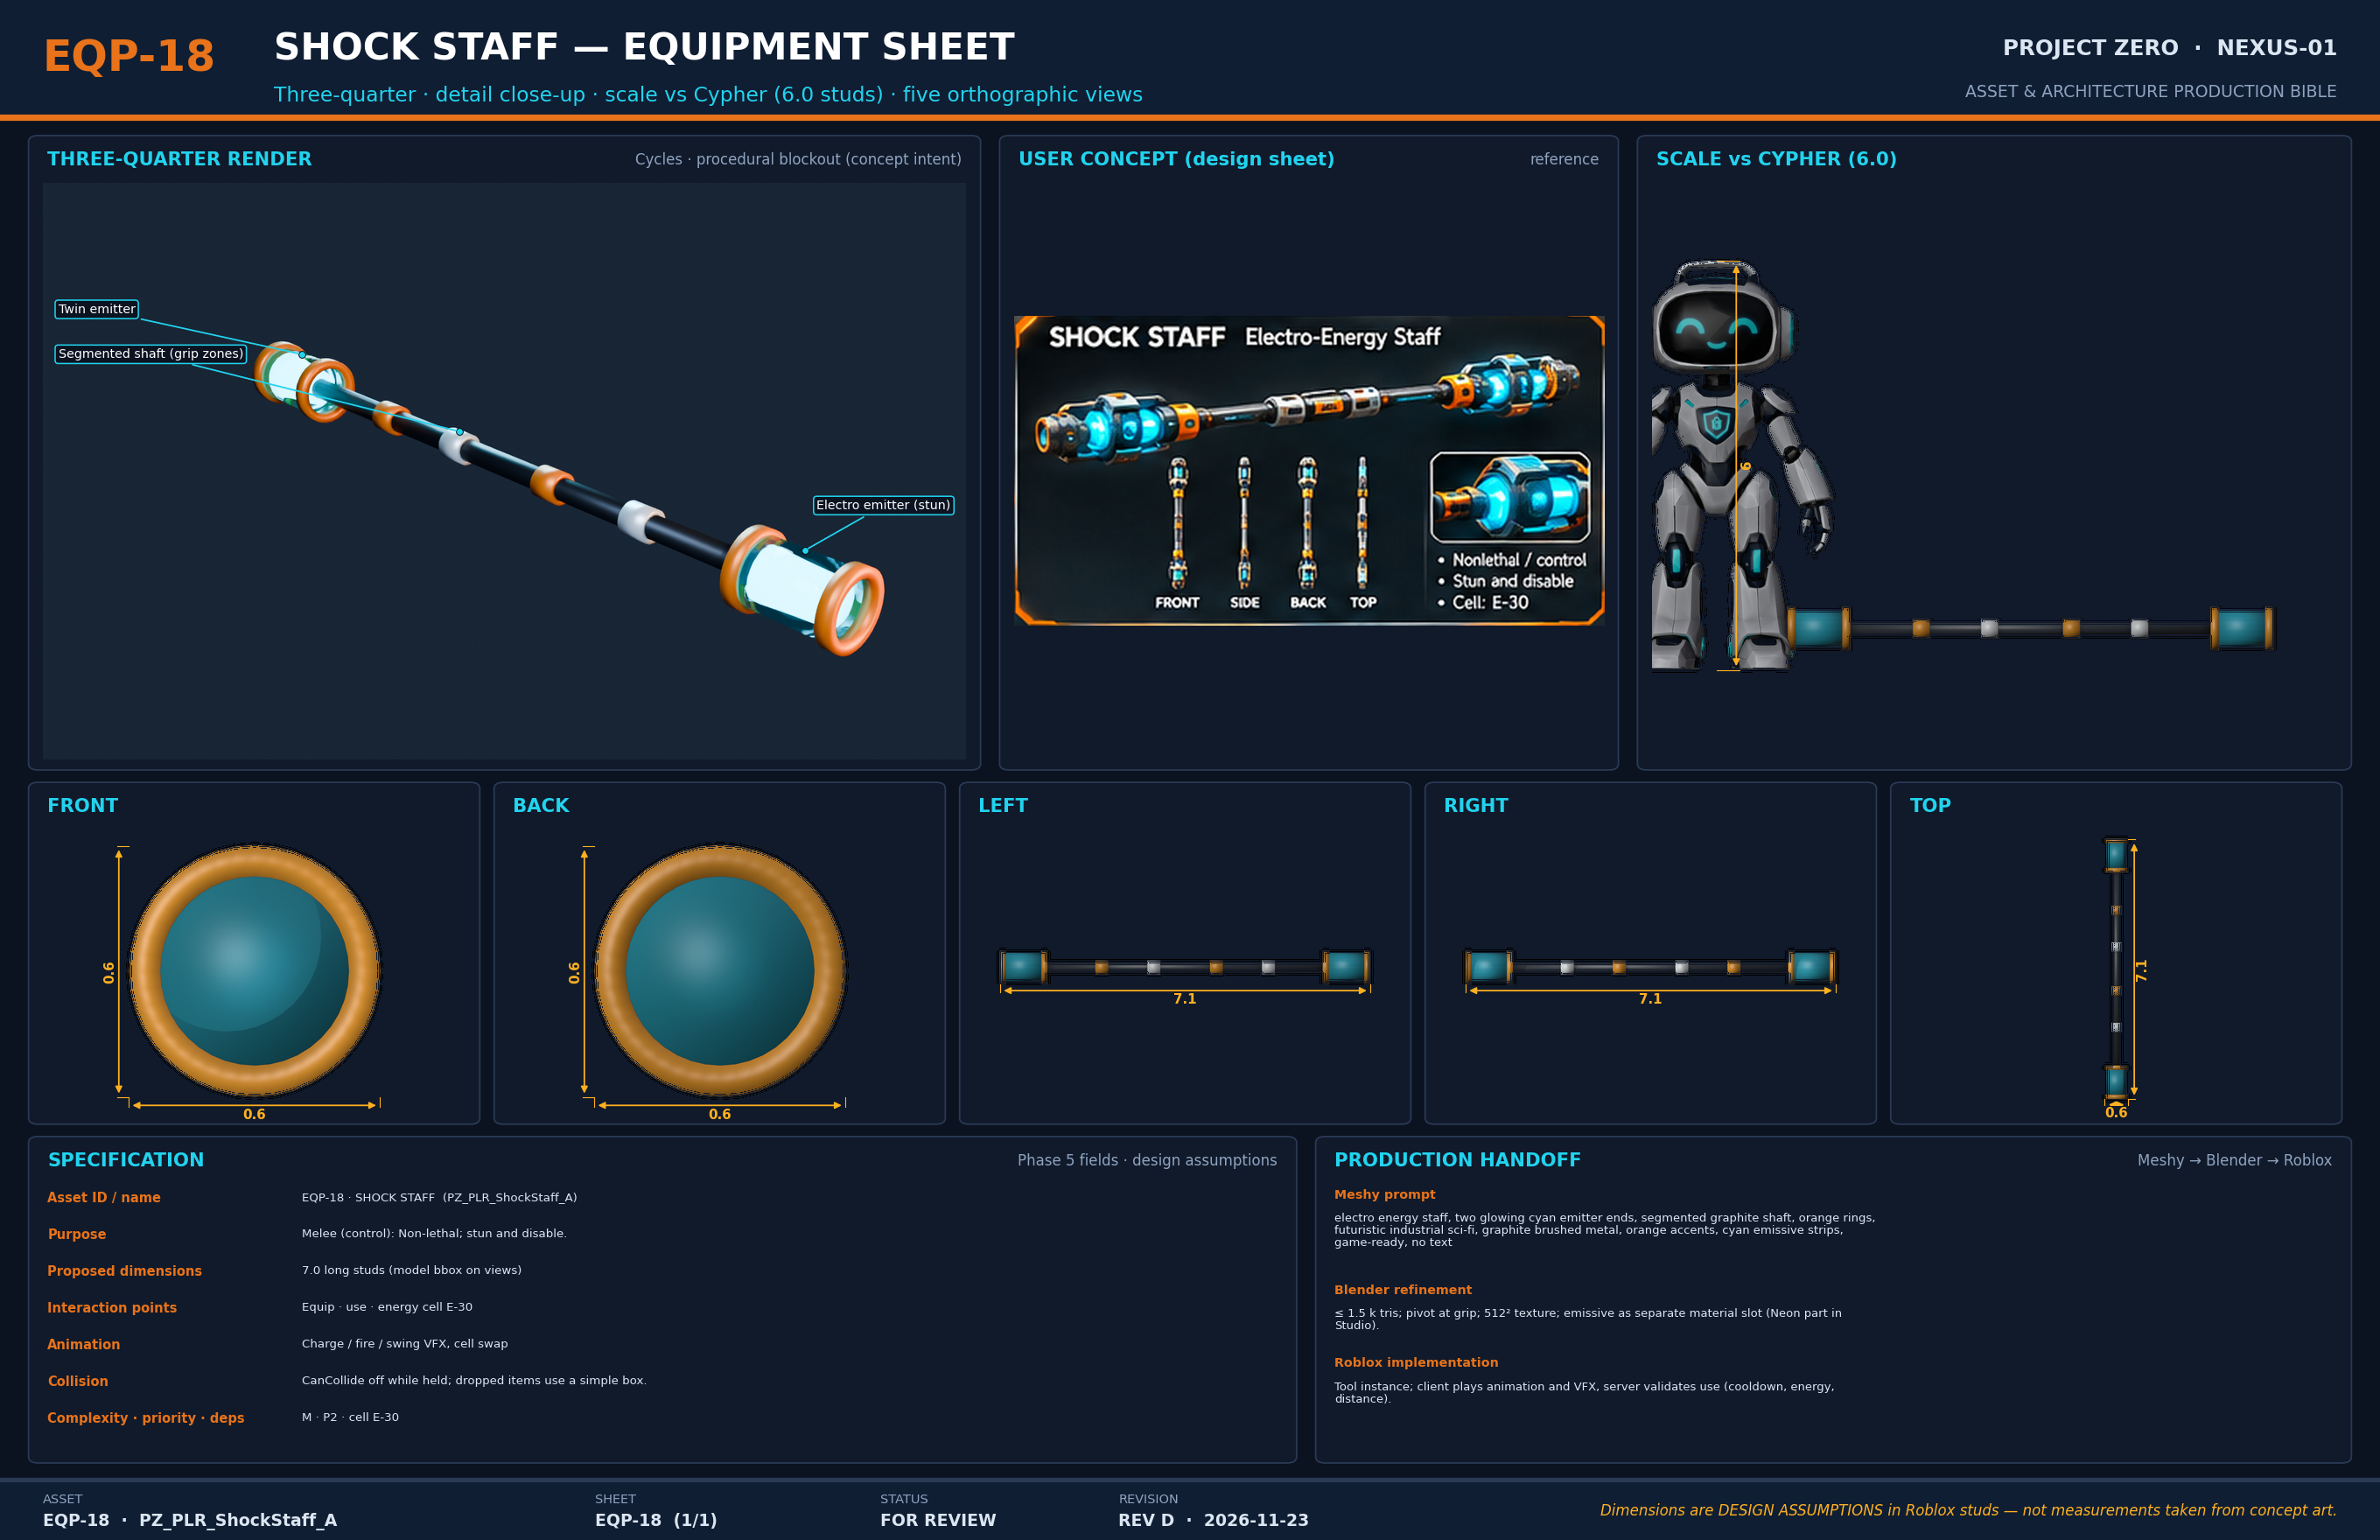 EQP-18
SHOCK STAFF — EQUIPMENT SHEET
Three-quarter · detail close-up · scale vs Cypher (6.0 studs) · five orthographic views
PROJECT ZERO · NEXUS-01
ASSET & ARCHITECTURE PRODUCTION BIBLE
THREE-QUARTER RENDER
Cycles · procedural blockout (concept intent)
Twin emitter
Segmented shaft (grip zones)
Electro emitter (stun)
USER CONCEPT (design sheet)
reference
SHOCK STAFF Electro-Energy Staff
FRONT SIDE BACK TOP
• Nonlethal / control
• Stun and disable
• Cell: E-30
SCALE vs CYPHER (6.0)
6
FRONT
0.6
0.6
BACK
0.6
0.6
LEFT
7.1
RIGHT
7.1
TOP
7.1
0.6
SPECIFICATION
Phase 5 fields · design assumptions
Asset ID / name EQP-18 · SHOCK STAFF (PZ_PLR_ShockStaff_A)
Purpose Melee (control): Non-lethal; stun and disable.
Proposed dimensions 7.0 long studs (model bbox on views)
Interaction points Equip · use · energy cell E-30
Animation Charge / fire / swing VFX, cell swap
Collision CanCollide off while held; dropped items use a simple box.
Complexity · priority · deps M · P2 · cell E-30
PRODUCTION HANDOFF
Meshy → Blender → Roblox
Meshy prompt
electro energy staff, two glowing cyan emitter ends, segmented graphite shaft, orange rings,
futuristic industrial sci-fi, graphite brushed metal, orange accents, cyan emissive strips,
game-ready, no text
Blender refinement
≤ 1.5 k tris; pivot at grip; 512² texture; emissive as separate material slot (Neon part in
Studio).
Roblox implementation
Tool instance; client plays animation and VFX, server validates use (cooldown, energy,
distance).
ASSET
EQP-18 · PZ_PLR_ShockStaff_A
SHEET
EQP-18 (1/1)
STATUS
FOR REVIEW
REVISION
REV D · 2026-11-23
Dimensions are DESIGN ASSUMPTIONS in Roblox studs — not measurements taken from concept art.